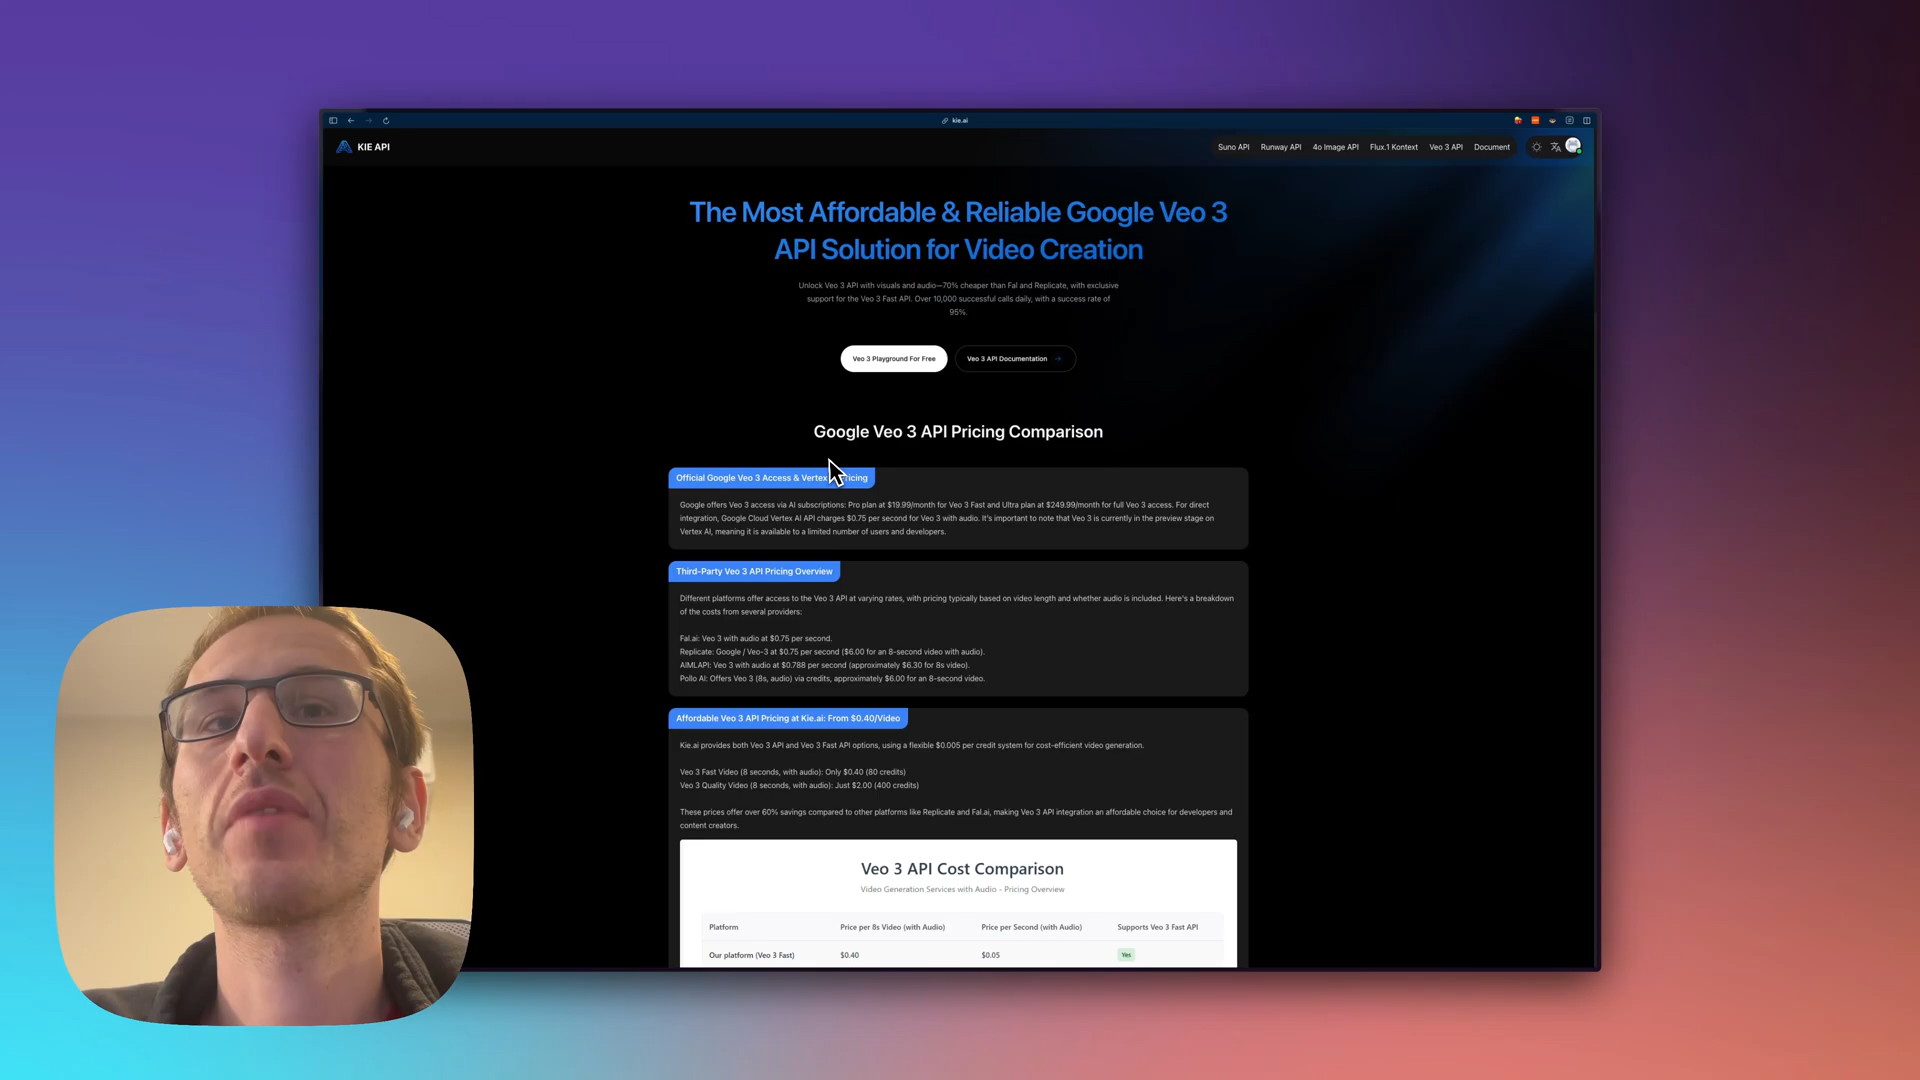 kie.ai
KIE API
Suno API Runway API 4o Image API Flux.1 Kontext Veo 3 API Document
The Most Affordable & Reliable Google Veo 3
API Solution for Video Creation
Unlock Veo 3 API with visuals and audio—70% cheaper than Fal and Replicate, with exclusive
support for the Veo 3 Fast API. Over 10,000 successful calls daily, with a success rate of
95%.
Veo 3 Playground For Free Veo 3 API Documentation →
Google Veo 3 API Pricing Comparison
Official Google Veo 3 Access & Vertex Pricing
Google offers Veo 3 access via AI subscriptions: Pro plan at $19.99/month for Veo 3 Fast and Ultra plan at $249.99/month for full Veo 3 access. For direct
integration, Google Cloud Vertex AI API charges $0.75 per second for Veo 3 with audio. It's important to note that Veo 3 is currently in the preview stage on
Vertex AI, meaning it is available to a limited number of users and developers.
Third-Party Veo 3 API Pricing Overview
Different platforms offer access to the Veo 3 API at varying rates, with pricing typically based on video length and whether audio is included. Here's a breakdown
of the costs from several providers:
Fal.ai: Veo 3 with audio at $0.75 per second.
Replicate: Google / Veo-3 at $0.75 per second ($6.00 for an 8-second video with audio).
AIMLAPI: Veo 3 with audio at $0.788 per second (approximately $6.30 for 8s video).
Pollo AI: Offers Veo 3 (8s, audio) via credits, approximately $6.00 for an 8-second video.
Affordable Veo 3 API Pricing at Kie.ai: From $0.40/Video
Kie.ai provides both Veo 3 API and Veo 3 Fast API options, using a flexible $0.005 per credit system for cost-efficient video generation.
Veo 3 Fast Video (8 seconds, with audio): Only $0.40 (80 credits)
Veo 3 Quality Video (8 seconds, with audio): Just $2.00 (400 credits)
These prices offer over 60% savings compared to other platforms like Replicate and Fal.ai, making Veo 3 API integration an affordable choice for developers and
content creators.
Veo 3 API Cost Comparison
Video Generation Services with Audio - Pricing Overview
Platform Price per 8s Video (with Audio) Price per Second (with Audio) Supports Veo 3 Fast API
Our platform (Veo 3 Fast) $0.40 $0.05 Yes